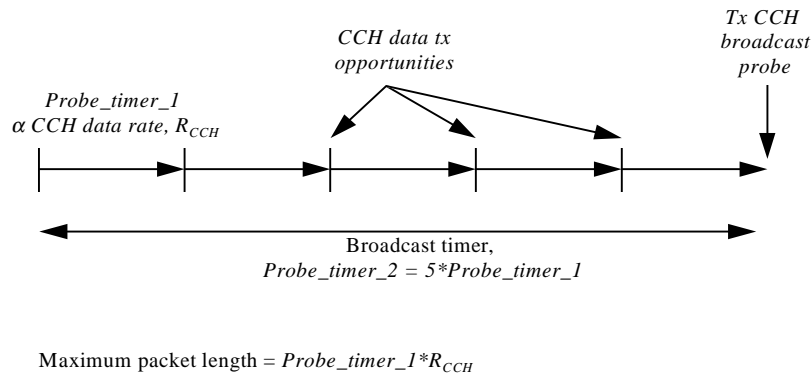 CCH data tx
opportunities
Tx CCH
broadcast
probe
Probe_timer_1
α CCH data rate, R_CCH
Broadcast timer,
Probe_timer_2 = 5*Probe_timer_1
Maximum packet length = Probe_timer_1*R_CCH